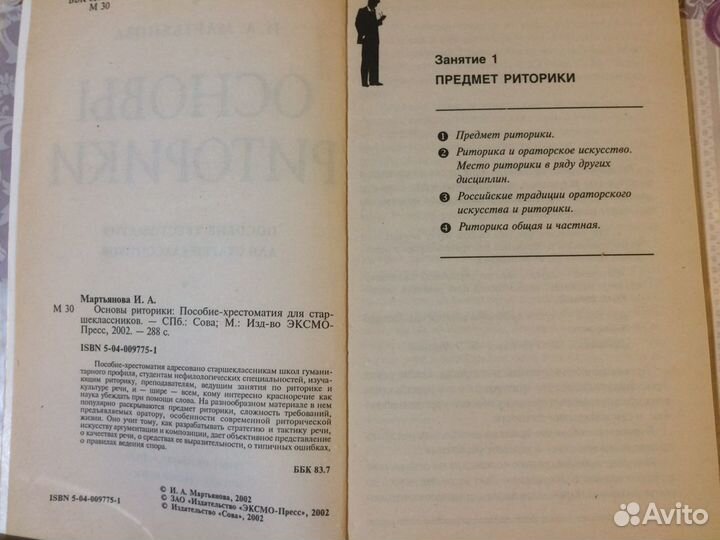 М 30
Мартьянова И. А.
М 30 Основы риторики: Пособие-хрестоматия для стар-
шеклассников. — СПб.: Сова; М.: Изд-во ЭКСМО-
Пресс, 2002. — 288 с.
ISBN 5-04-009775-1
Пособие-хрестоматия адресовано старшеклассникам школ гумани-
тарного профиля, студентам нефилологических специальностей, изучаю-
ющим риторику, преподавателям, ведущим занятия по риторике и
культуре речи, и — шире — всем, кому интересно красноречие как
наука убеждать при помощи слова. На разнообразном материале в нем
популярно раскрываются предмет риторики, сложность требований,
предъявляемых оратору, особенности современной риторической
жизни. Оно учит тому, как разрабатывать стратегию и тактику речи,
искусству аргументации и композиции, дает объективное представление
о качествах речи, о средствах ее выразительности, о типичных ошибках,
о правилах ведения спора.
ББК 83.7
© И. А. Мартьянова, 2002
© ЗАО «Издательство «ЭКСМО-Пресс», 2002
ISBN 5-04-009775-1 © Издательство «Сова», 2002
Занятие 1
ПРЕДМЕТ РИТОРИКИ
1 Предмет риторики.
2 Риторика и ораторское искусство.
Место риторики в ряду других
дисциплин.
3 Российские традиции ораторского
искусства и риторики.
4 Риторика общая и частная.
Avito